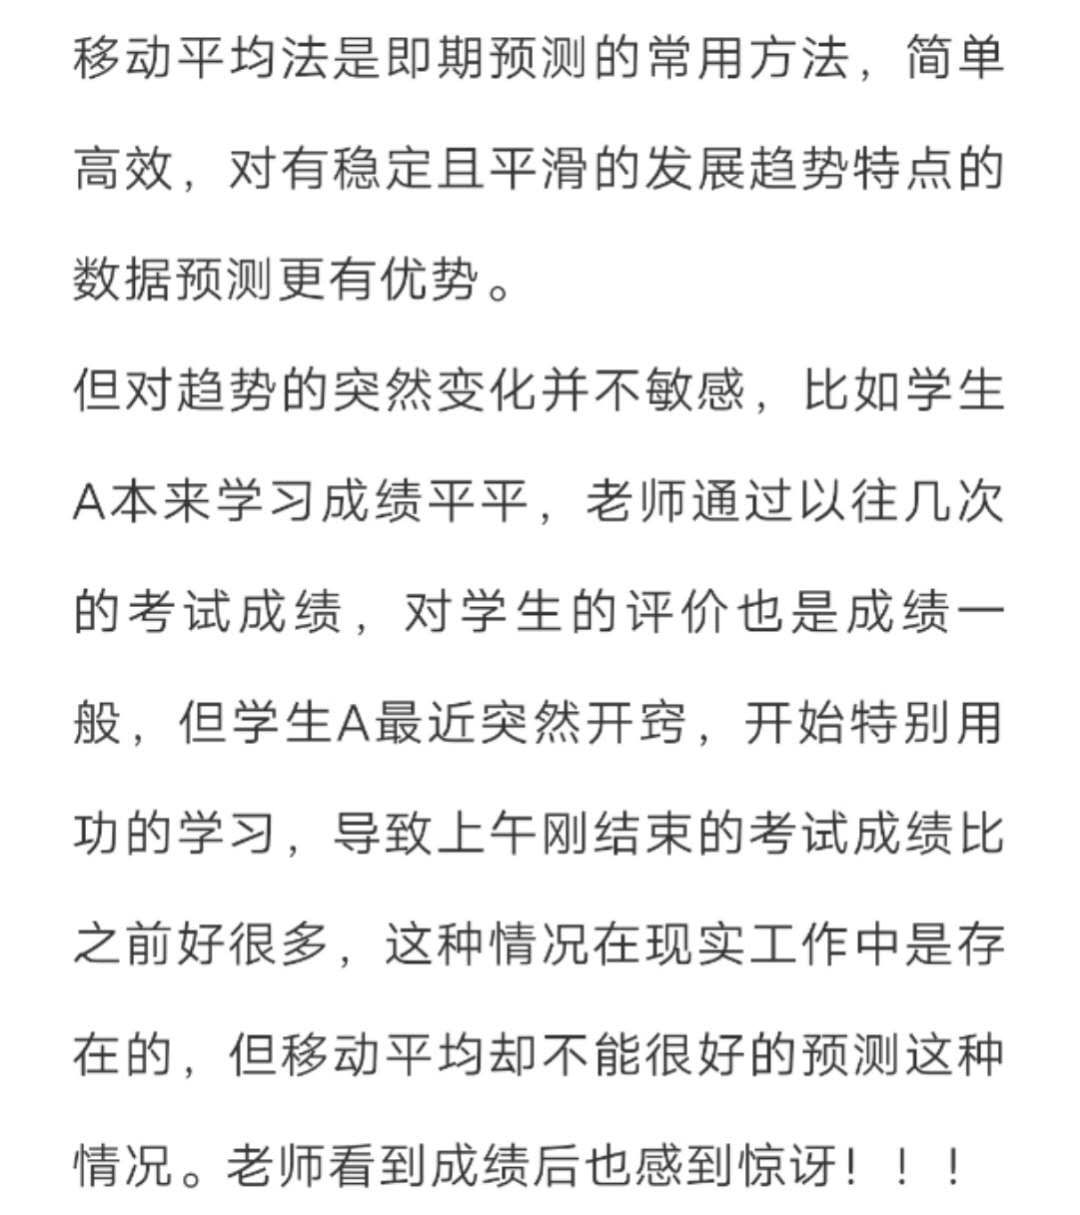 移动平均法是即期预测的常用方法，简单
高效，对有稳定且平滑的发展趋势特点的
数据预测更有优势。
但对趋势的突然变化并不敏感，比如学生
A本来学习成绩平平，老师通过以往几次
的考试成绩，对学生的评价也是成绩一
般，但学生A最近突然开窍，开始特别用
功的学习，导致上午刚结束的考试成绩比
之前好很多，这种情况在现实工作中是存
在的，但移动平均却不能很好的预测这种
情况。老师看到成绩后也感到惊讶！！！